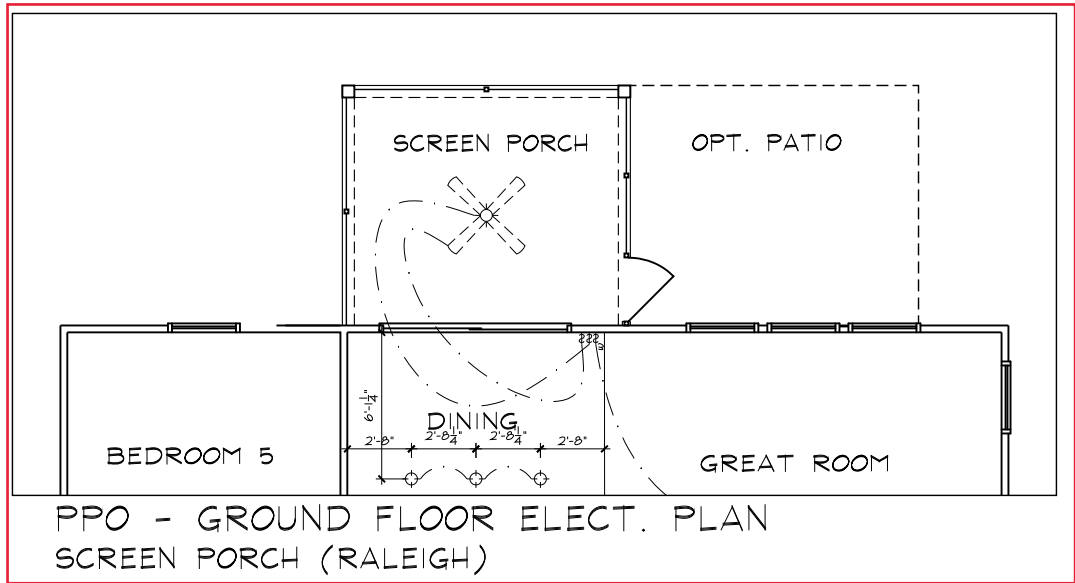 SCREEN PORCH
OPT. PATIO
6'-1¼"
DINING
2'-8"
2'-8¼"
2'-8¼"
2'-8"
BEDROOM 5
GREAT ROOM
PPO - GROUND FLOOR ELECT. PLAN
SCREEN PORCH (RALEIGH)